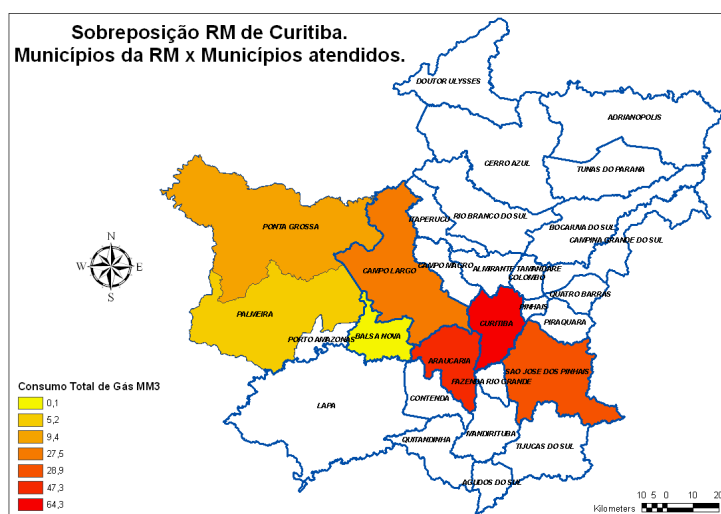 Sobreposição RM de Curitiba.
Municípios da RM x Municípios atendidos.
DOUTOR ULYSSES
ADRIANOPOLIS
CERRO AZUL
TUNAS DO PARANA
PONTA GROSSA
ITAPERUCU
RIO BRANCO DO SUL
BOCAIUVA DO SUL
CAMPINA GRANDE DO SUL
CAMPO LARGO
CAMPO MAGRO
ALMIRANTE TAMANDARE
COLOMBO
QUATRO BARRAS
PINHAIS
PALMEIRA
PIRAQUARA
CURITIBA
PORTO AMAZONAS
BALSA NOVA
ARAUCARIA
SAO JOSE DOS PINHAIS
FAZENDA RIO GRANDE
LAPA
CONTENDA
MANDIRITUBA
QUITANDINHA
TIJUCAS DO SUL
AGUDOS DO SUL
N
W
E
S
Consumo Total de Gás MM3
0,1
5,2
9,4
27,5
28,9
47,3
64,3
10 5 0 10 20
Kilometers